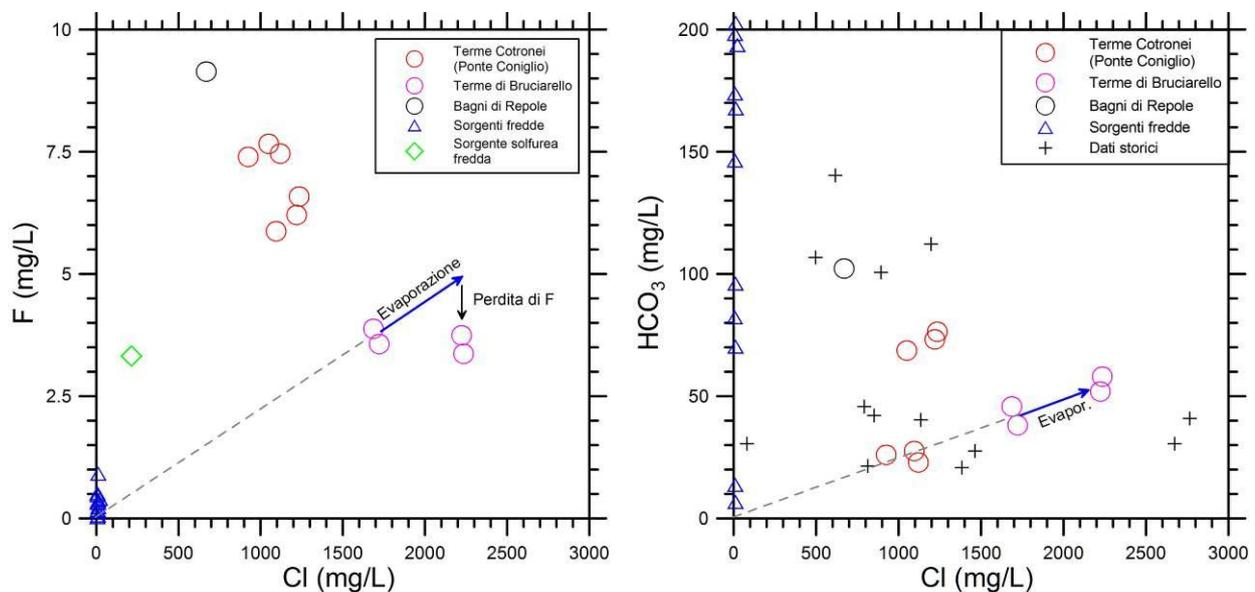 10
7.5
5
2.5
0
F (mg/L)
0 500 1000 1500 2000 2500 3000
Cl (mg/L)
Terme Cotronei
(Ponte Coniglio)
Terme di Bruciarello
Bagni di Repole
Sorgenti fredde
Sorgente solfurea
fredda
Evaporazione
Perdita di F
200
150
100
50
0
HCO3 (mg/L)
0 500 1000 1500 2000 2500 3000
Cl (mg/L)
Terme Cotronei
(Ponte Coniglio)
Terme di Bruciarello
Bagni di Repole
Sorgenti fredde
Dati storici
Evapor.